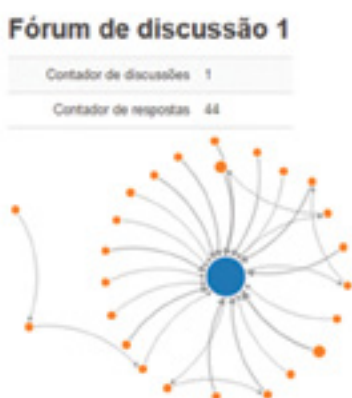 Fórum de discussão 1
Contador de discussões 1
Contador de respostas 44